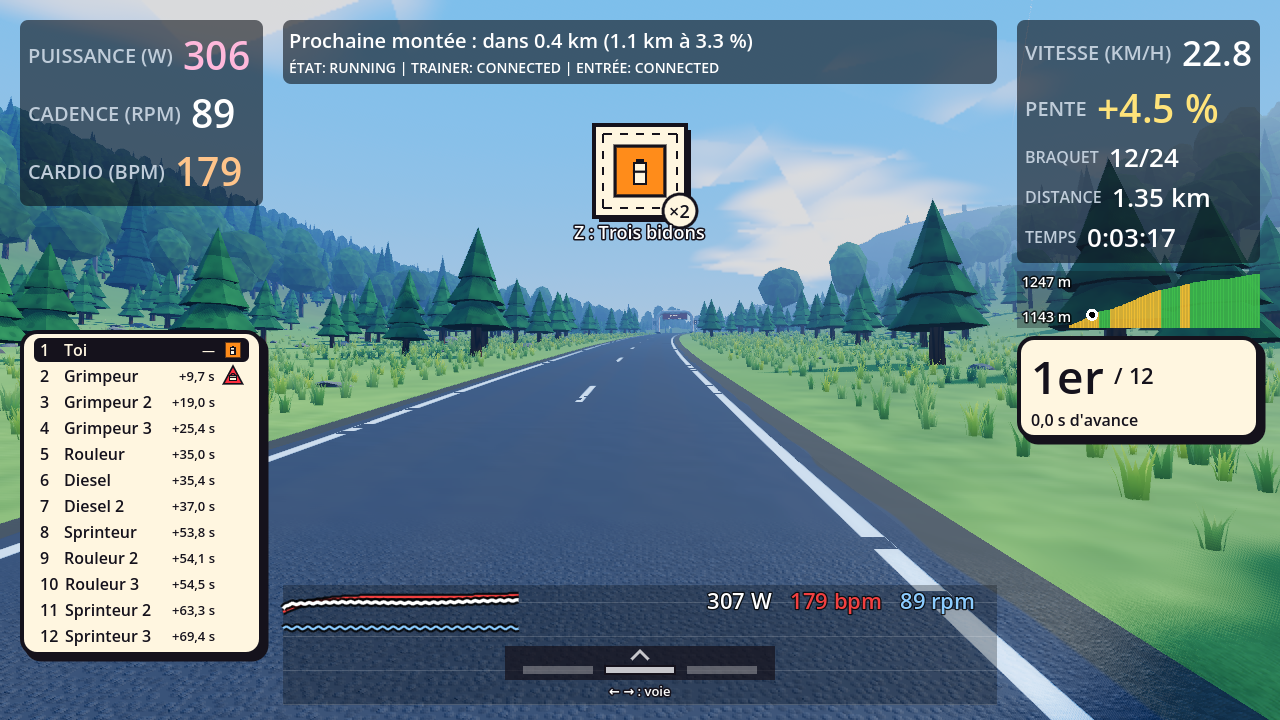 PUISSANCE (W) 306
CADENCE (RPM) 89
CARDIO (BPM) 179
Prochaine montée : dans 0.4 km (1.1 km à 3.3 %)
ÉTAT: RUNNING | TRAINER: CONNECTED | ENTRÉE: CONNECTED
×2
Z : Trois bidons
VITESSE (KM/H) 22.8
PENTE +4.5 %
BRAQUET 12/24
DISTANCE 1.35 km
TEMPS 0:03:17
1247 m
1143 m
1er / 12
0,0 s d'avance
1 Toi —
2 Grimpeur +9,7 s
3 Grimpeur 2 +19,0 s
4 Grimpeur 3 +25,4 s
5 Rouleur +35,0 s
6 Diesel +35,4 s
7 Diesel 2 +37,0 s
8 Sprinteur +53,8 s
9 Rouleur 2 +54,1 s
10 Rouleur 3 +54,5 s
11 Sprinteur 2 +63,3 s
12 Sprinteur 3 +69,4 s
307 W 179 bpm 89 rpm
← → : voie